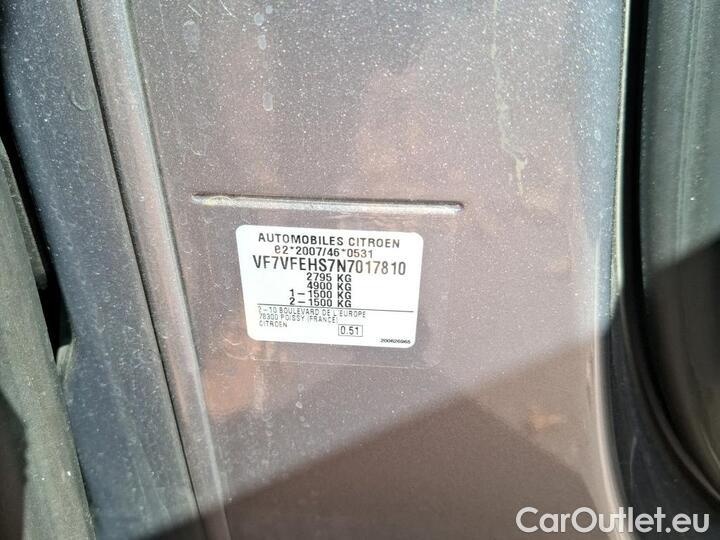 AUTOMOBILES CITROEN
e2*2007/46*0531
VF7VFEHS7N7017810
2795 KG
4900 KG
1-1500 KG
2-1500 KG
2-10 BOULEVARD DE L'EUROPE
78300 POISSY (FRANCE)
CITROEN
0.51
200626965
CarOutlet.eu